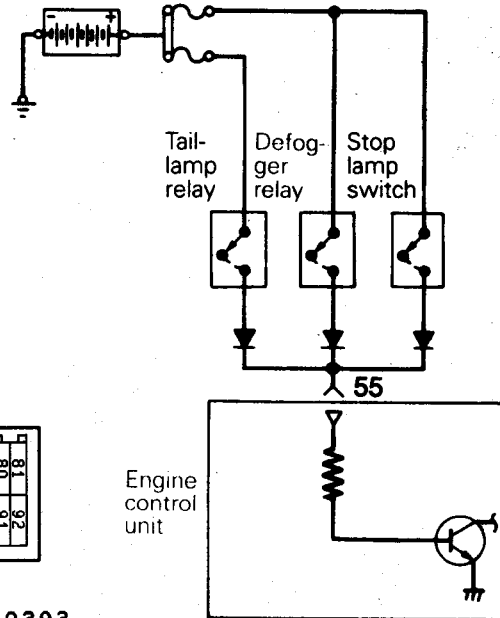 - +
Tail-
lamp
relay
Defog-
ger
relay
Stop
lamp
switch
55
Engine
control
unit
81 92
80 91